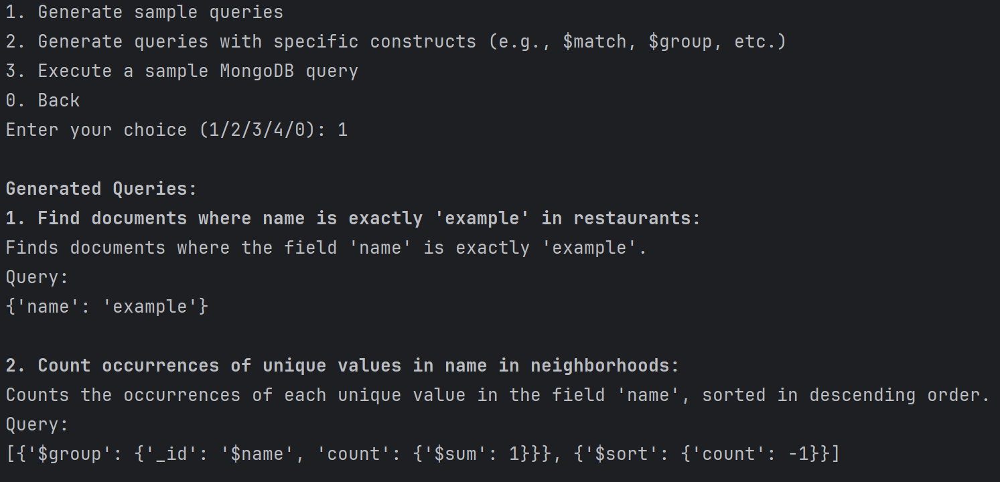 1. Generate sample queries
2. Generate queries with specific constructs (e.g., $match, $group, etc.)
3. Execute a sample MongoDB query
0. Back
Enter your choice (1/2/3/4/0): 1
Generated Queries:
1. Find documents where name is exactly 'example' in restaurants:
Finds documents where the field 'name' is exactly 'example'.
Query:
{'name': 'example'}
2. Count occurrences of unique values in name in neighborhoods:
Counts the occurrences of each unique value in the field 'name', sorted in descending order.
Query:
[{'$group': {'_id': '$name', 'count': {'$sum': 1}}}, {'$sort': {'count': -1}}]